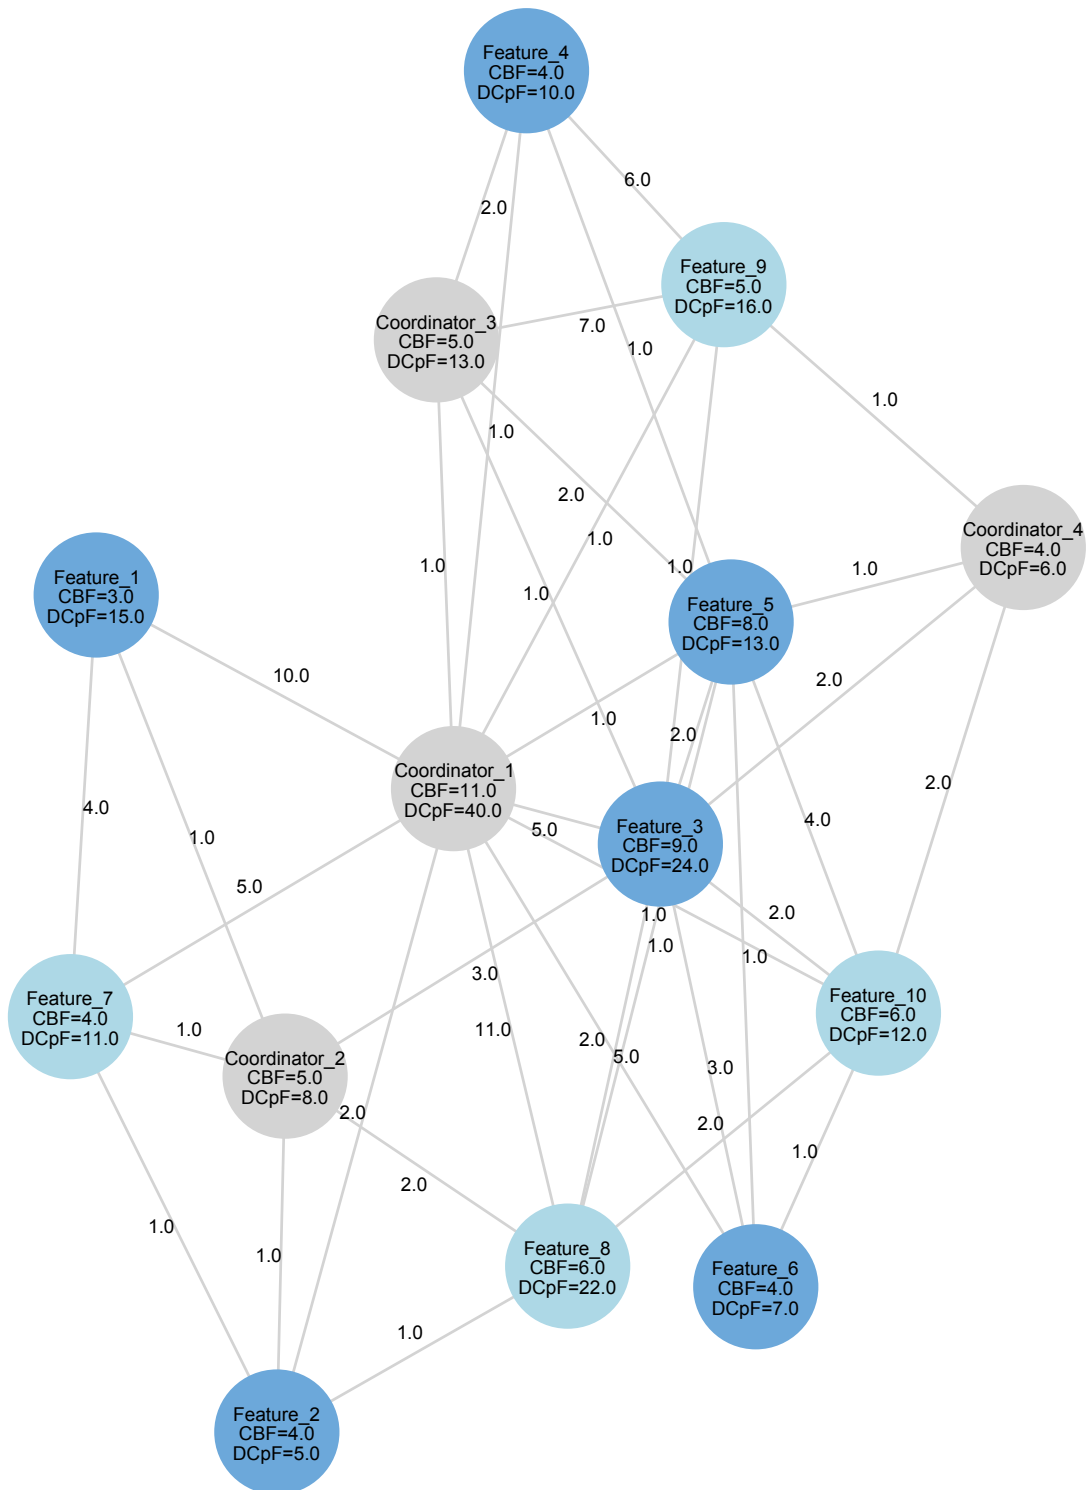 Feature_4
CBF=4.0
DCpF=10.0
6.0
2.0
Feature_9
CBF=5.0
DCpF=16.0
Coordinator_3
CBF=5.0
DCpF=13.0
7.0
1.0
1.0
1.0
2.0
Coordinator_4
CBF=4.0
DCpF=6.0
1.0
1.0
1.0
1.0
1.0
Feature_1
CBF=3.0
DCpF=15.0
Feature_5
CBF=8.0
DCpF=13.0
10.0
2.0
1.0
2.0
Coordinator_1
CBF=11.0
DCpF=40.0
2.0
4.0
1.0
5.0
Feature_3
CBF=9.0
DCpF=24.0
4.0
5.0
1.0
2.0
1.0
1.0
3.0
Feature_7
CBF=4.0
DCpF=11.0
1.0
11.0
Feature_10
CBF=6.0
DCpF=12.0
Coordinator_2
CBF=5.0
DCpF=8.0
2.0
5.0
3.0
2.0
2.0
1.0
2.0
1.0
1.0
Feature_8
CBF=6.0
DCpF=22.0
Feature_6
CBF=4.0
DCpF=7.0
1.0
Feature_2
CBF=4.0
DCpF=5.0